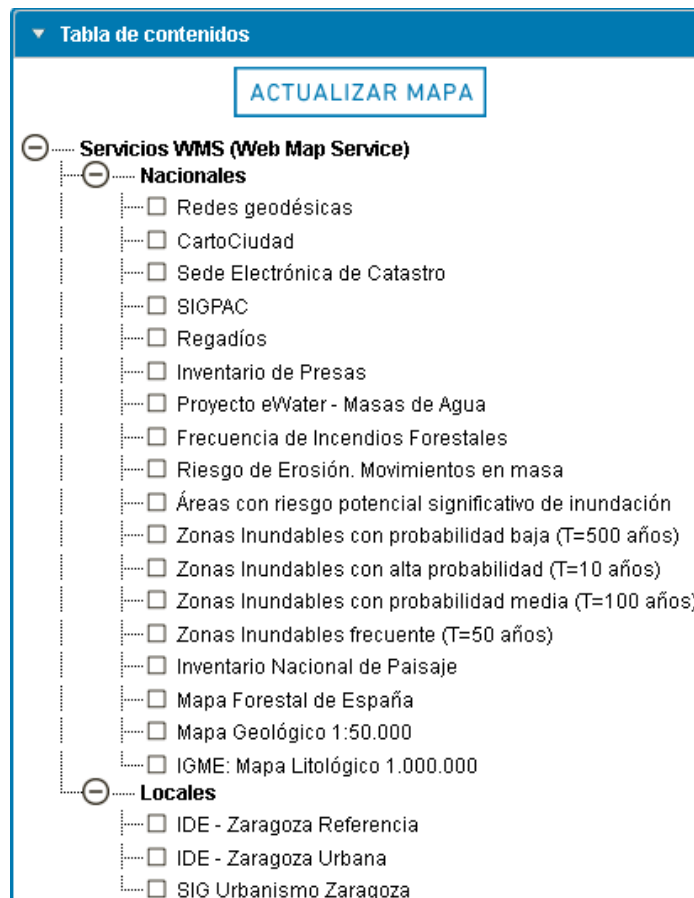 Tabla de contenidos
ACTUALIZAR MAPA
Servicios WMS (Web Map Service)
Nacionales
Redes geodésicas
CartoCiudad
Sede Electrónica de Catastro
SIGPAC
Regadíos
Inventario de Presas
Proyecto eWater - Masas de Agua
Frecuencia de Incendios Forestales
Riesgo de Erosión. Movimientos en masa
Áreas con riesgo potencial significativo de inundación
Zonas Inundables con probabilidad baja (T=500 años)
Zonas Inundables con alta probabilidad (T=10 años)
Zonas Inundables con probabilidad media (T=100 años)
Zonas Inundables frecuente (T=50 años)
Inventario Nacional de Paisaje
Mapa Forestal de España
Mapa Geológico 1:50.000
IGME: Mapa Litológico 1.000.000
Locales
IDE - Zaragoza Referencia
IDE - Zaragoza Urbana
SIG Urbanismo Zaragoza